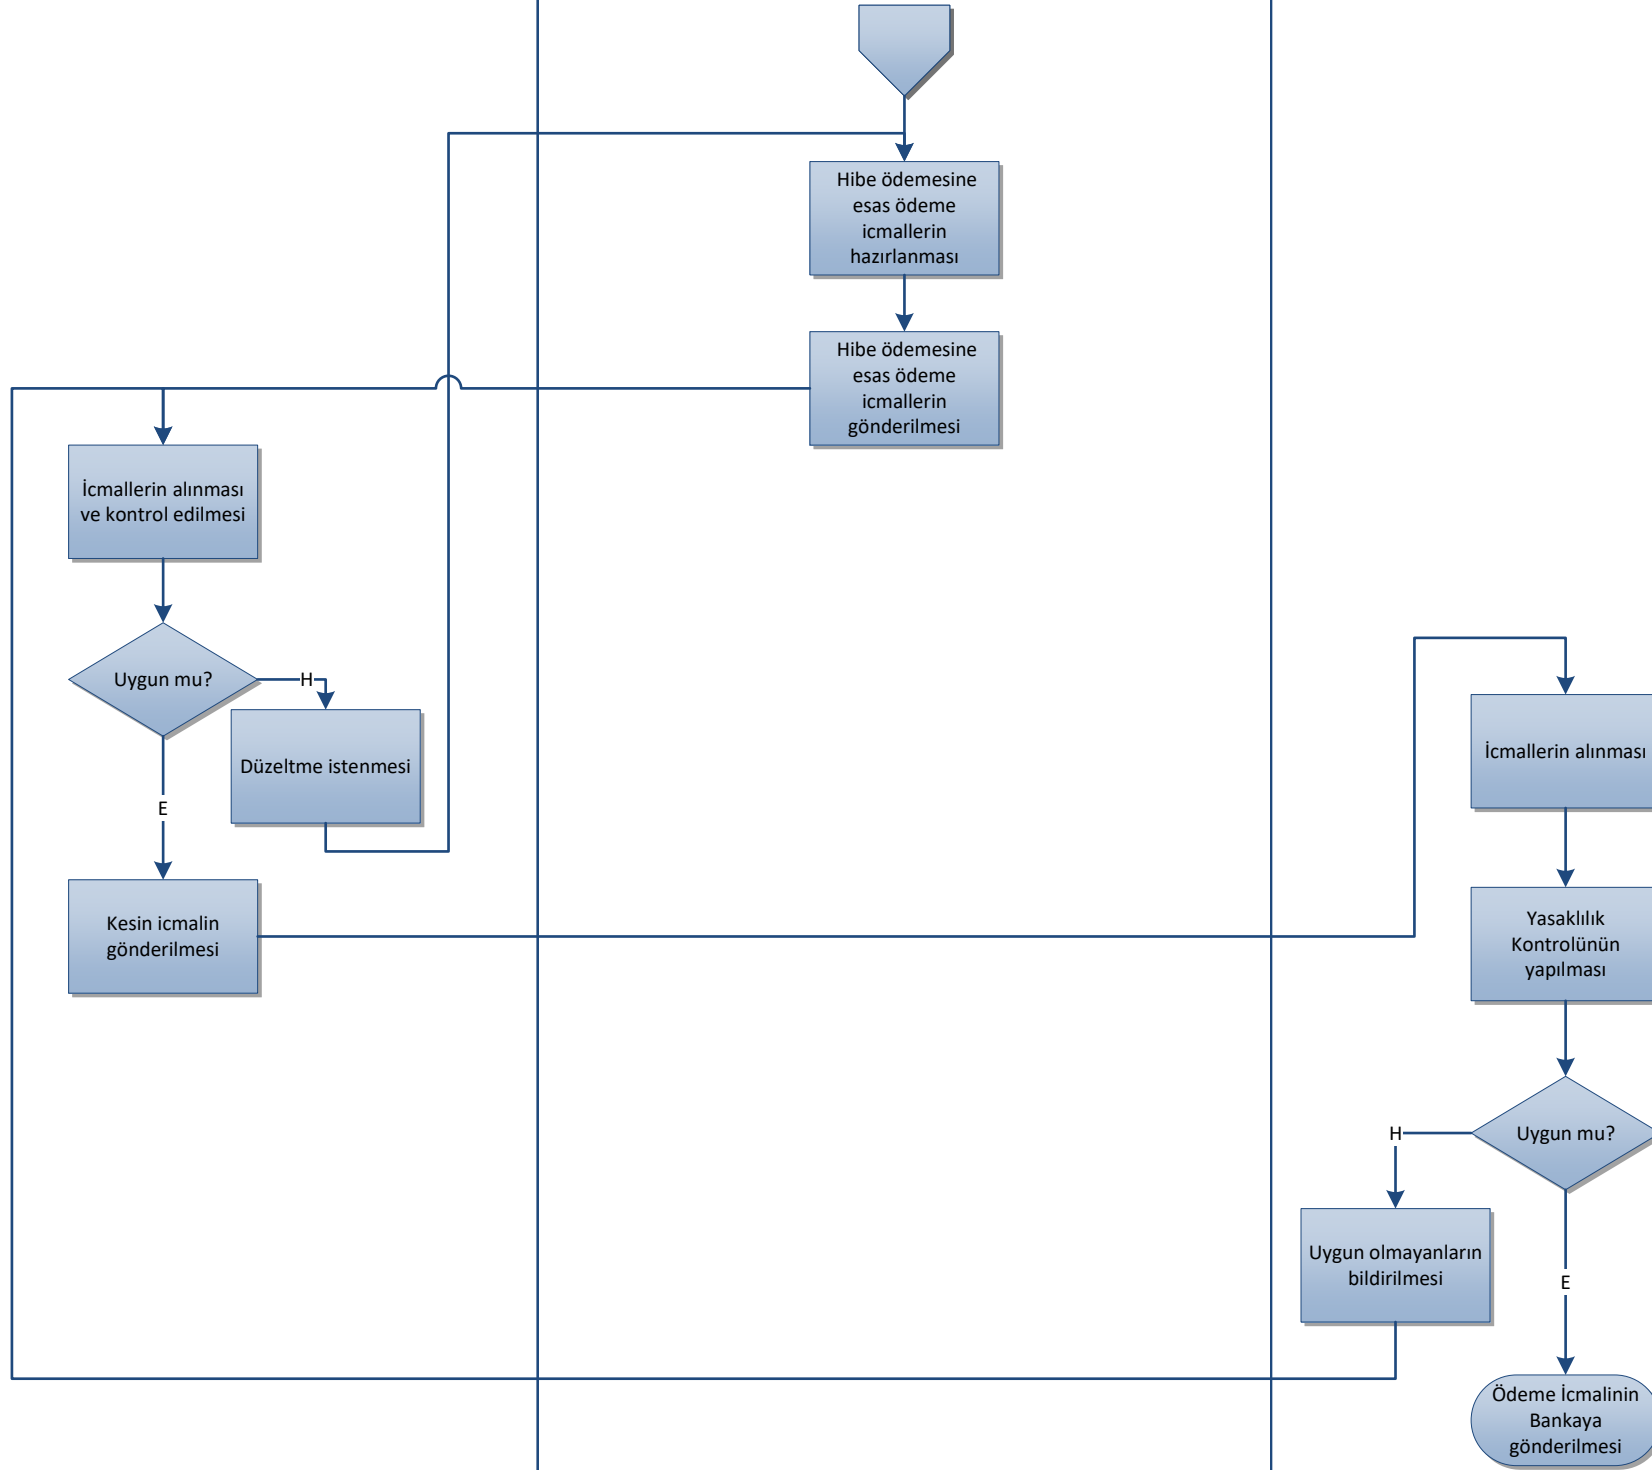 Hibe ödemesine
esas ödeme
icmallerin
hazırlanması
Hibe ödemesine
esas ödeme
icmallerin
gönderilmesi
İcmallerin alınması
ve kontrol edilmesi
Uygun mu?
H
Düzeltme istenmesi
E
Kesin icmalin
gönderilmesi
İcmallerin alınması
Yasaklılık
Kontrolünün
yapılması
Uygun mu?
H
Uygun olmayanların
bildirilmesi
E
Ödeme İcmalinin
Bankaya
gönderilmesi